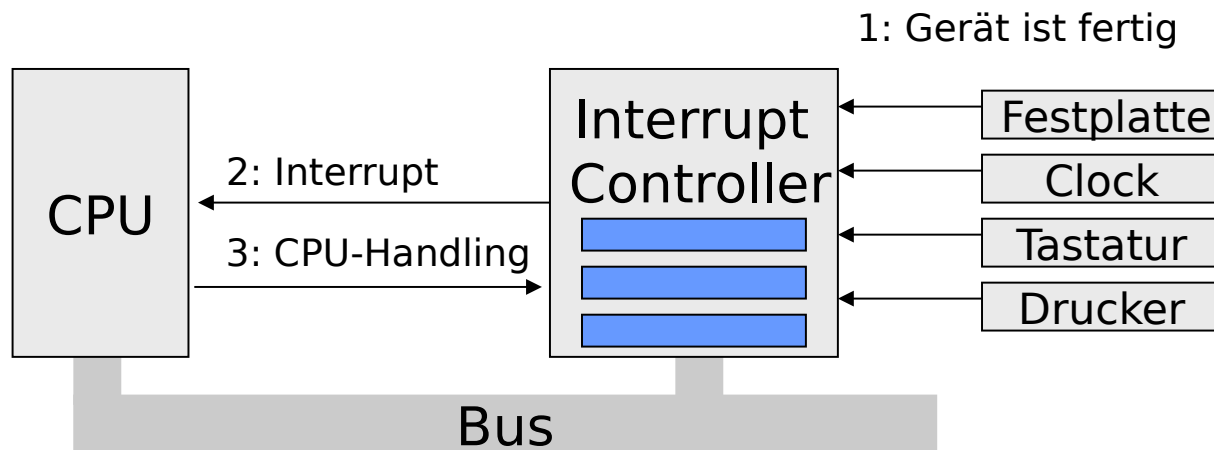 1: Gerät ist fertig
CPU
2: Interrupt
3: CPU-Handling
Interrupt
Controller
Festplatte
Clock
Tastatur
Drucker
Bus